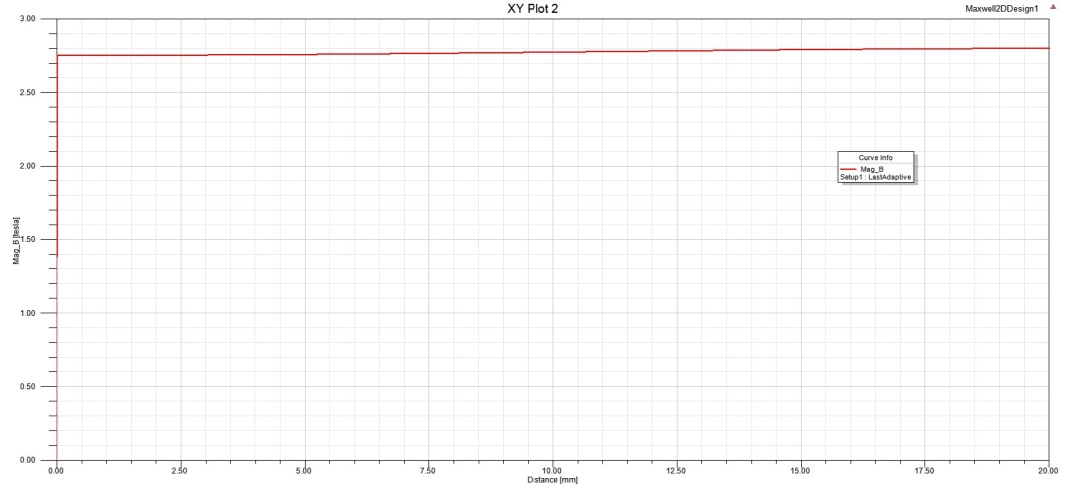 XY Plot 2
Maxwell2DDesign1
3.00
2.50
2.00
1.50
1.00
0.50
0.00
Mag_B [tesla]
Curve Info
Mag_B
Setup1 : LastAdaptive
0.00 2.50 5.00 7.50 10.00 12.50 15.00 17.50 20.00
Distance [mm]